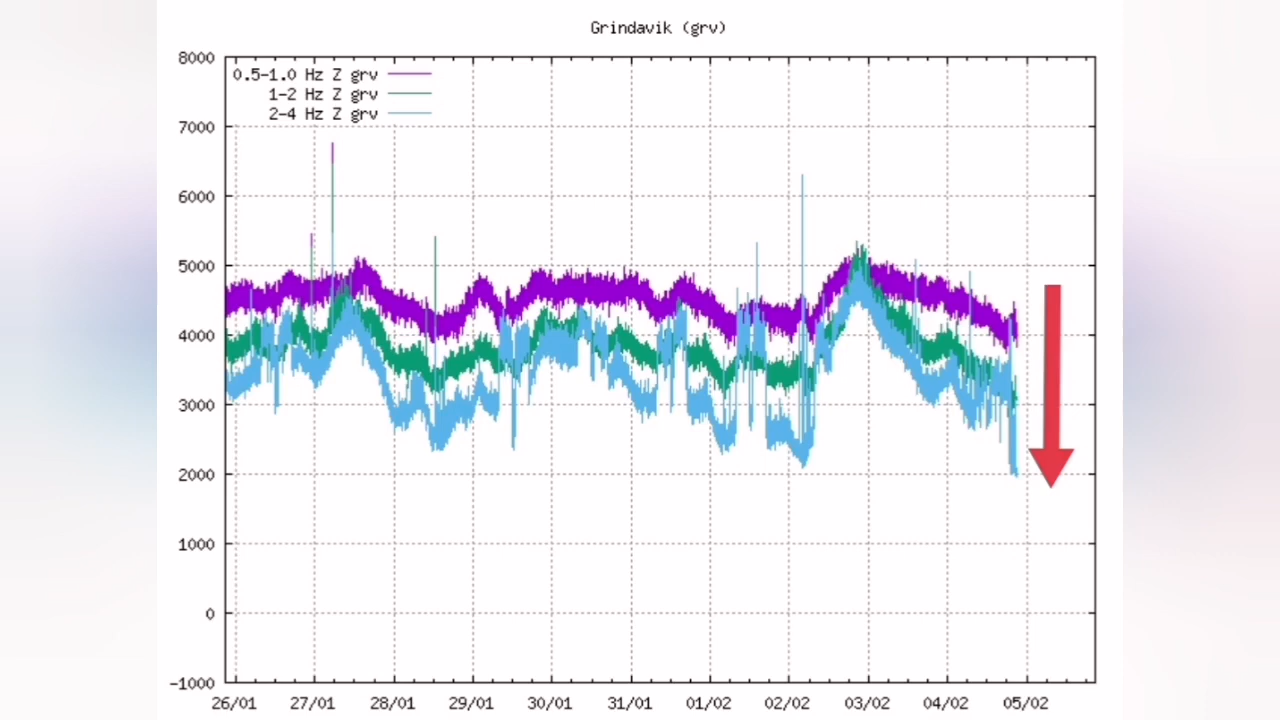 Grindavik (grv)
8000
0.5-1.0 Hz Z grv
1-2 Hz Z grv
2-4 Hz Z grv
7000
6000
5000
4000
3000
2000
1000
0
-1000
26/01 27/01 28/01 29/01 30/01 31/01 01/02 02/02 03/02 04/02 05/02